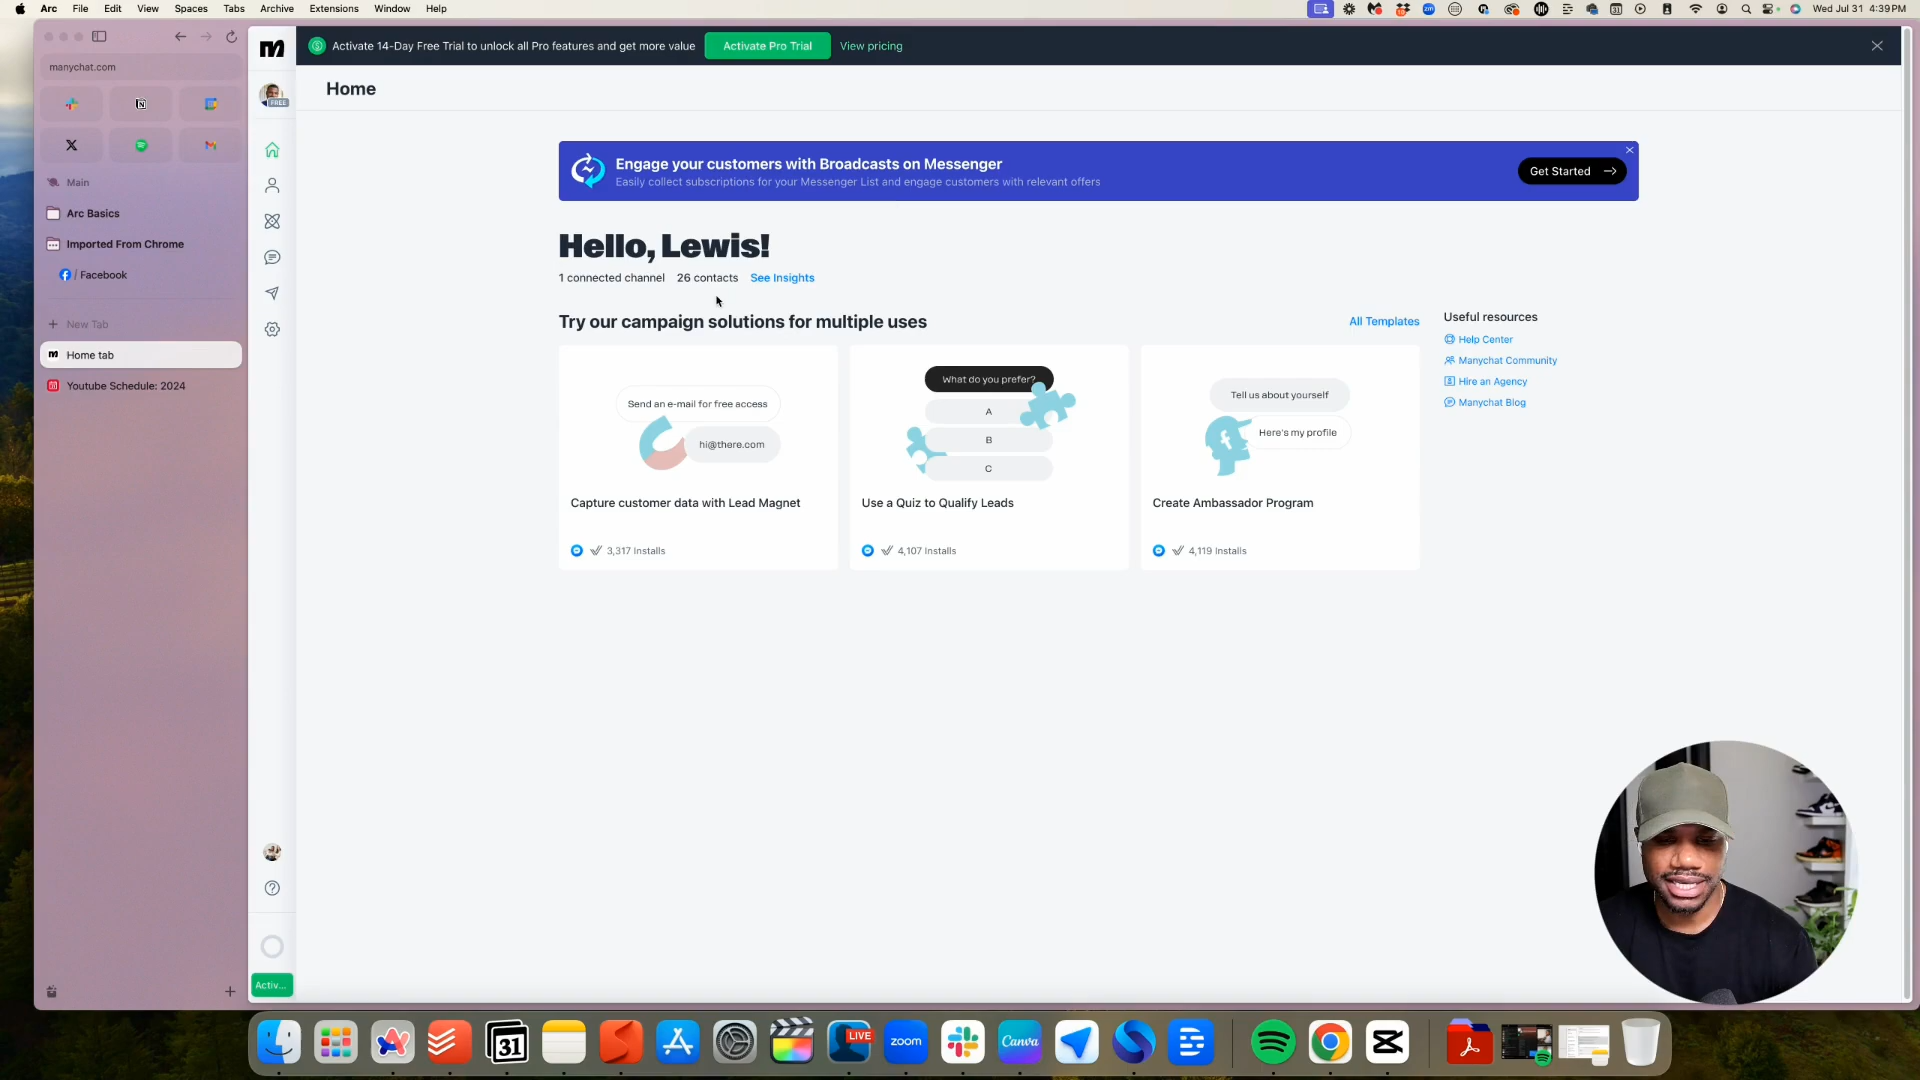 Arc File Edit View Spaces Tabs Archive Extensions Window Help
Wed Jul 31 4:39 PM
manychat.com
Main
Arc Basics
Imported From Chrome
/ Facebook
New Tab
Home tab
Youtube Schedule: 2024
FREE
Activ...
Activate 14-Day Free Trial to unlock all Pro features and get more value
Activate Pro Trial
View pricing
Home
Engage your customers with Broadcasts on Messenger
Easily collect subscriptions for your Messenger List and engage customers with relevant offers
Get Started
Hello, Lewis!
1 connected channel 26 contacts See Insights
Try our campaign solutions for multiple uses
All Templates
Send an e-mail for free access
hi@there.com
Capture customer data with Lead Magnet
3,317 Installs
What do you prefer?
A
B
C
Use a Quiz to Qualify Leads
4,107 Installs
Tell us about yourself
Here's my profile
Create Ambassador Program
4,119 Installs
Useful resources
Help Center
Manychat Community
Hire an Agency
Manychat Blog
31
LIVE
zoom
Canva